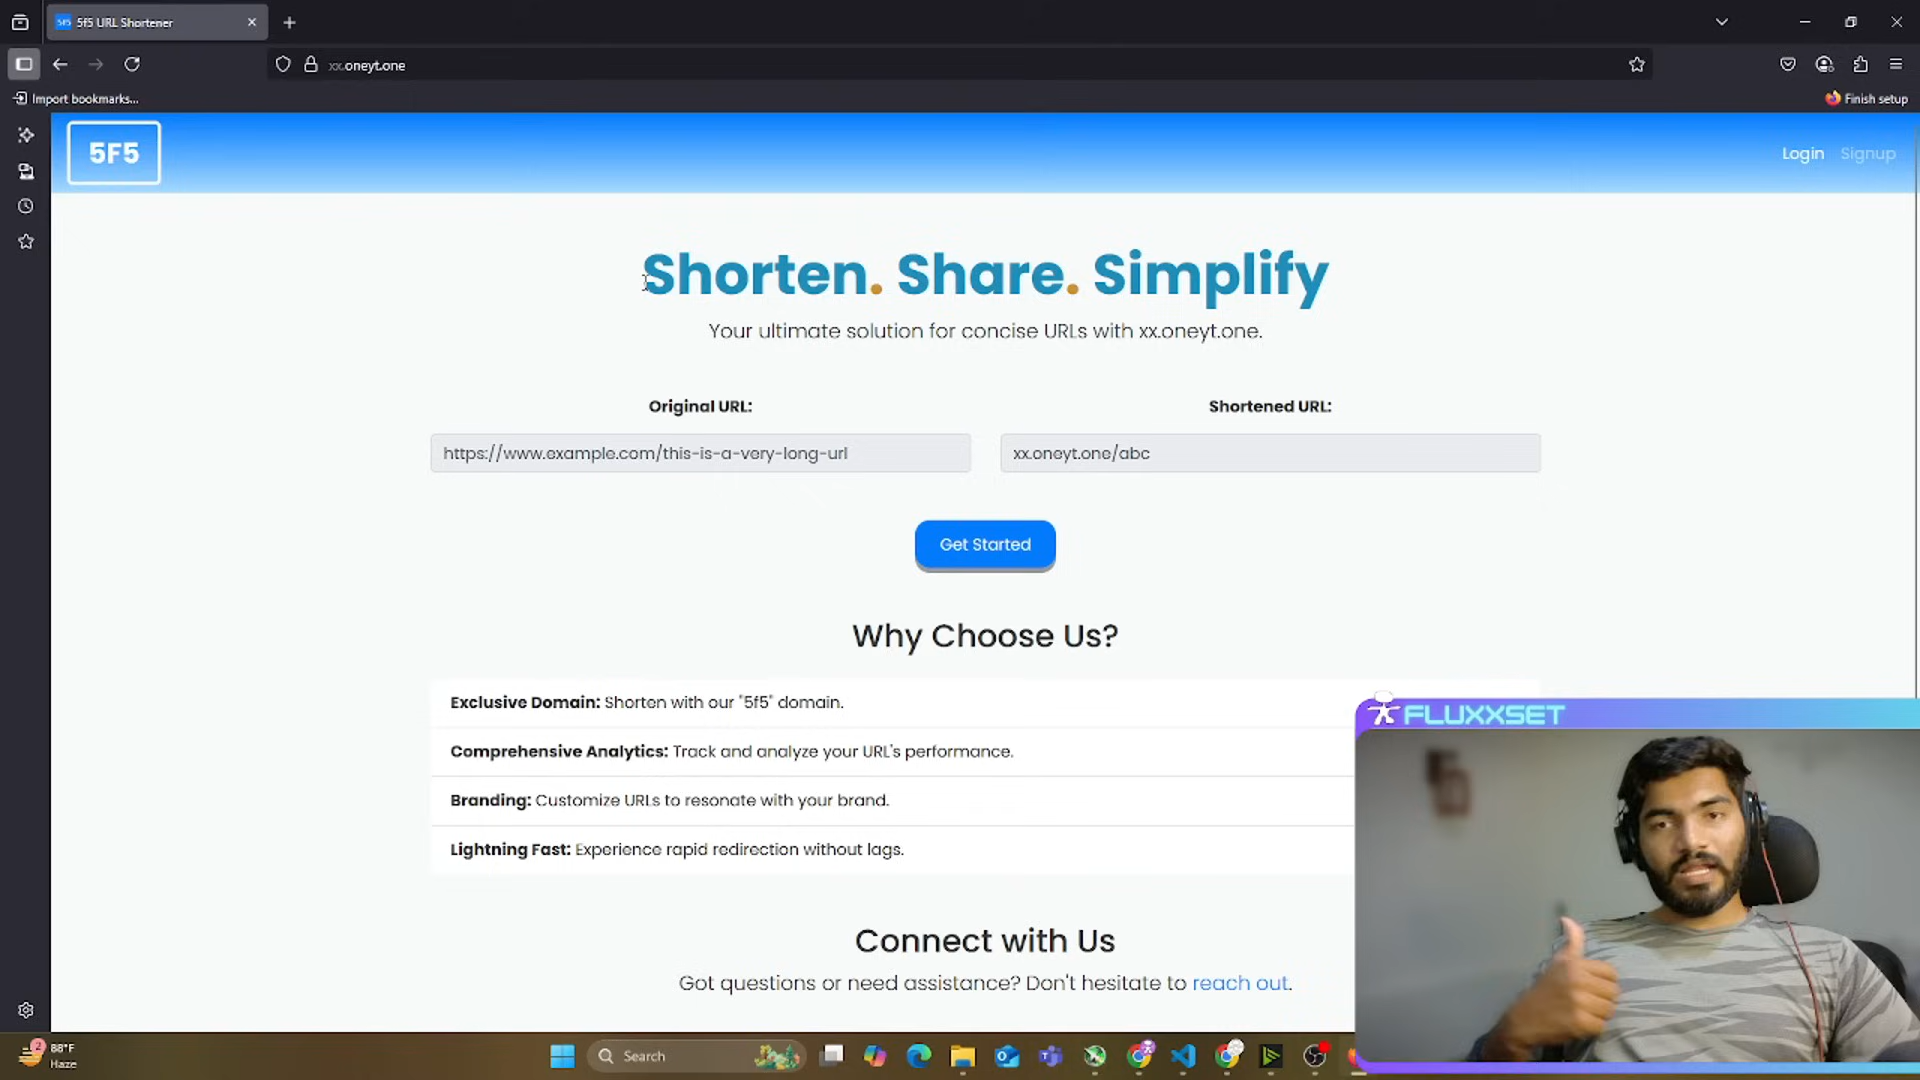 5f5 URL Shortener
xx.oneyt.one
Import bookmarks...
Finish setup
5F5
Login
Signup
Shorten. Share. Simplify
Your ultimate solution for concise URLs with xx.oneyt.one.
Original URL:
Shortened URL:
https://www.example.com/this-is-a-very-long-url
xx.oneyt.one/abc
Get Started
Why Choose Us?
Exclusive Domain: Shorten with our "5f5" domain.
Comprehensive Analytics: Track and analyze your URL's performance.
Branding: Customize URLs to resonate with your brand.
Lightning Fast: Experience rapid redirection without lags.
FLUXXSET
Connect with Us
Got questions or need assistance? Don't hesitate to reach out.
2
88°F
Haze
Search